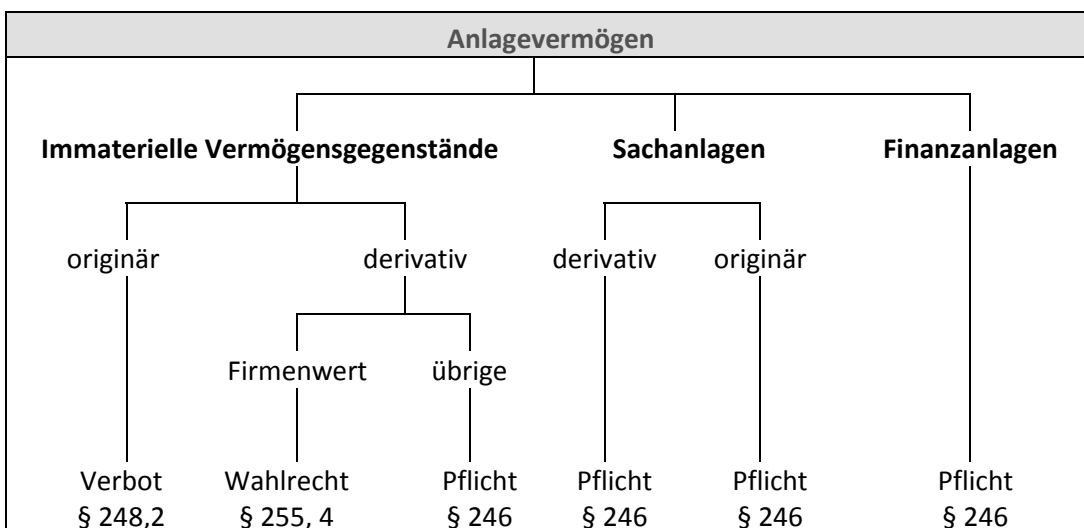 Anlagevermögen
Immaterielle Vermögensgegenstände Sachanlagen Finanzanlagen
originär derivativ derivativ originär
Firmenwert übrige
Verbot Wahlrecht Pflicht Pflicht Pflicht Pflicht
§ 248,2 § 255, 4 § 246 § 246 § 246 § 246